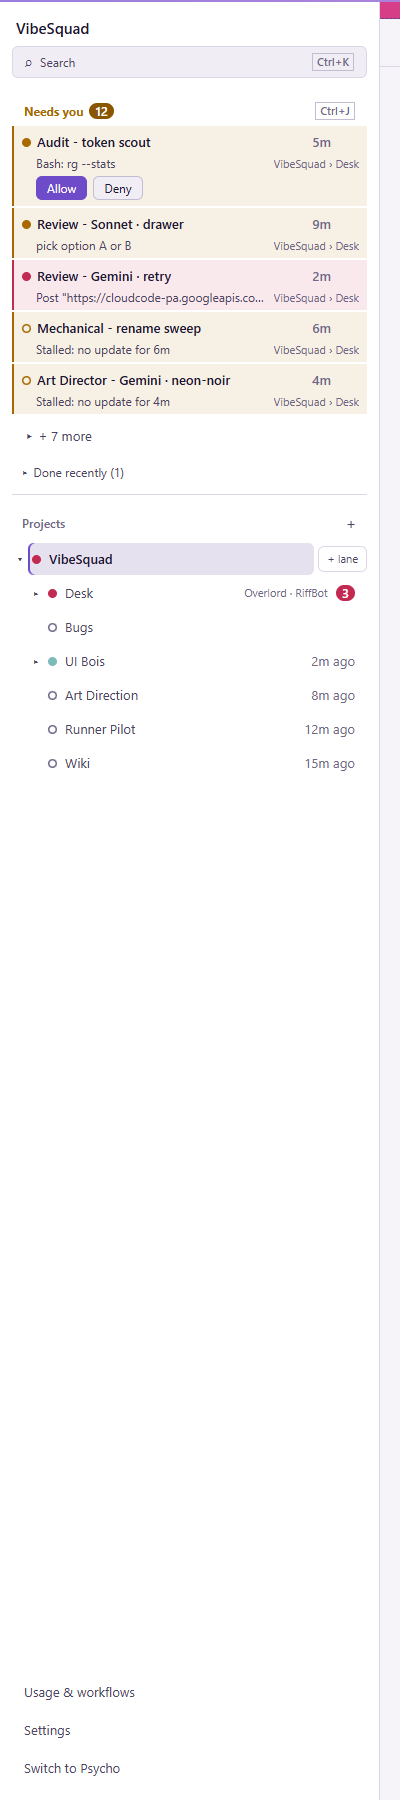 VibeSquad
Search Ctrl+K
Needs you 12 Ctrl+J
Audit - token scout 5m
Bash: rg --stats VibeSquad › Desk
Allow Deny
Review - Sonnet · drawer 9m
pick option A or B VibeSquad › Desk
Review - Gemini · retry 2m
Post "https://cloudcode-pa.googleapis.co... VibeSquad › Desk
Mechanical - rename sweep 6m
Stalled: no update for 6m VibeSquad › Desk
Art Director - Gemini · neon-noir 4m
Stalled: no update for 4m VibeSquad › Desk
+ 7 more
Done recently (1)
Projects +
VibeSquad + lane
Desk Overlord · RiffBot 3
Bugs
UI Bois 2m ago
Art Direction 8m ago
Runner Pilot 12m ago
Wiki 15m ago
Usage & workflows
Settings
Switch to Psycho